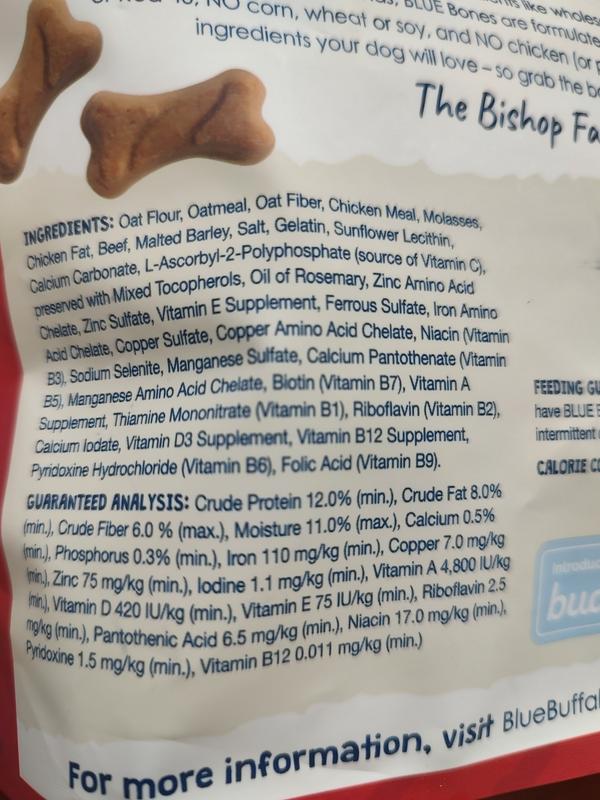 NO corn, wheat or soy, and NO chicken (or
ingredients your dog will love – so grab the
The Bishop
INGREDIENTS: Oat Flour, Oatmeal, Oat Fiber, Chicken Meal, Molasses,
Chicken Fat, Beef, Malted Barley, Salt, Gelatin, Sunflower Lecithin,
Calcium Carbonate, L-Ascorbyl-2-Polyphosphate (source of Vitamin C),
preserved with Mixed Tocopherols, Oil of Rosemary, Zinc Amino Acid
Chelate, Zinc Sulfate, Vitamin E Supplement, Ferrous Sulfate, Iron Amino
Acid Chelate, Copper Sulfate, Copper Amino Acid Chelate, Niacin (Vitamin
B3), Sodium Selenite, Manganese Sulfate, Calcium Pantothenate (Vitamin
B5), Manganese Amino Acid Chelate, Biotin (Vitamin B7), Vitamin A
Supplement, Thiamine Mononitrate (Vitamin B1), Riboflavin (Vitamin B2),
Calcium Iodate, Vitamin D3 Supplement, Vitamin B12 Supplement,
Pyridoxine Hydrochloride (Vitamin B6), Folic Acid (Vitamin B9).
GUARANTEED ANALYSIS: Crude Protein 12.0% (min.), Crude Fat 8.0%
(min.), Crude Fiber 6.0 % (max.), Moisture 11.0% (max.), Calcium 0.5%
(min.), Phosphorus 0.3% (min.), Iron 110 mg/kg (min.), Copper 7.0 mg/kg
(min.), Zinc 75 mg/kg (min.), Iodine 1.1 mg/kg (min.), Vitamin A 4,800 IU/kg
(min.), Vitamin D 420 IU/kg (min.), Vitamin E 75 IU/kg (min.), Riboflavin 2.5
mg/kg (min.), Pantothenic Acid 6.5 mg/kg (min.), Niacin 17.0 mg/kg (min.),
Pyridoxine 1.5 mg/kg (min.), Vitamin B12 0.011 mg/kg (min.)
FEEDING
have BLUE
intermittent
CALORIE
For more information, visit BlueBuffal